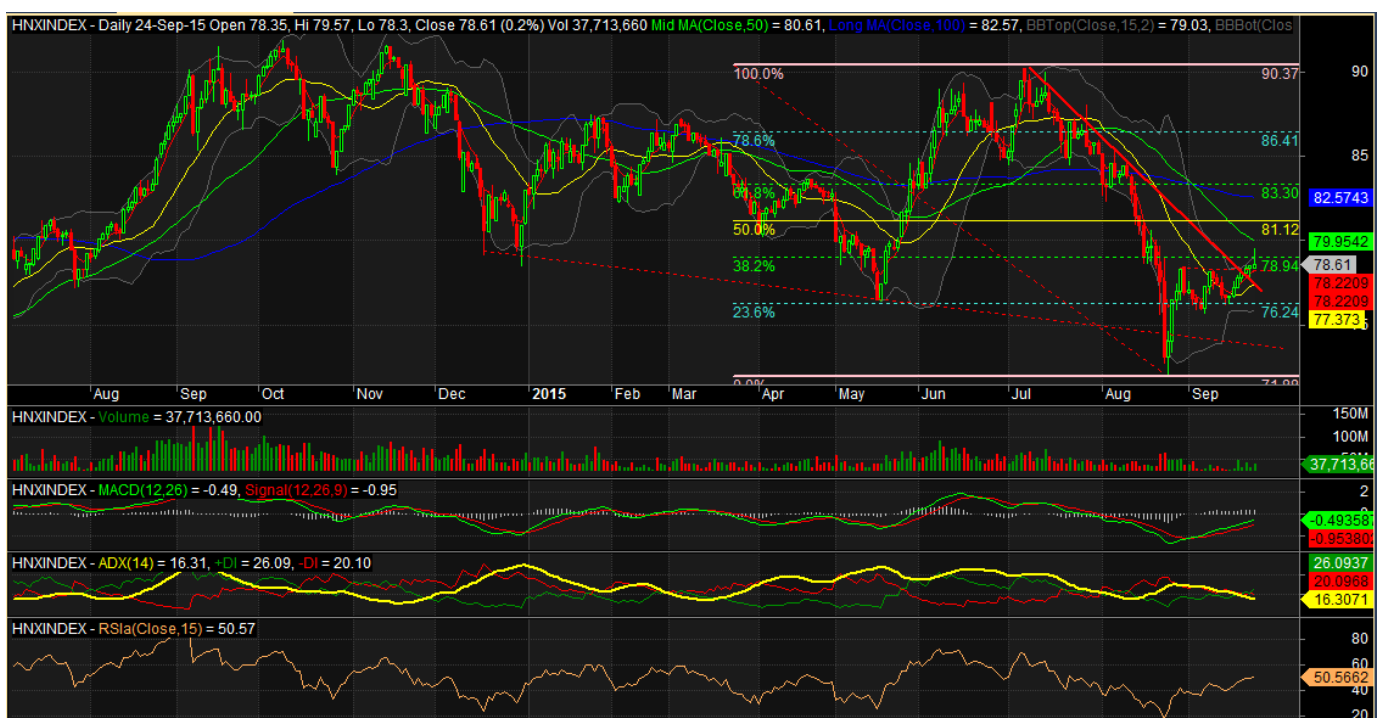 HNXINDEX - Daily 24-Sep-15 Open 78.35, Hi 79.57, Lo 78.3, Close 78.61 (0.2%) Vol 37,713,660 Mid MA(Close,50) = 80.61, Long MA(Close,100) = 82.57, BBTop(Close,15,2) = 79.03, BBBot(Clos
100.0% 90.37 90
78.6% 86.41 85
61.8% 83.30
82.5743
50.0% 81.12
79.9542
38.2% 78.94 78.61
78.2209
78.2209
23.6% 76.24 77.373
0.0% 71.88
Aug Sep Oct Nov Dec 2015 Feb Mar Apr May Jun Jul Aug Sep
HNXINDEX - Volume = 37,713,660.00 150M
100M
50M
37,713,66
HNXINDEX - MACD(12,26) = -0.49, Signal(12,26,9) = -0.95 2
-0.493587
-0.953802
HNXINDEX - ADX(14) = 16.31, +DI = 26.09, -DI = 20.10 26.0937
20.0968
16.3071
HNXINDEX - RSIa(Close,15) = 50.57 80
60
50.5662
40
20